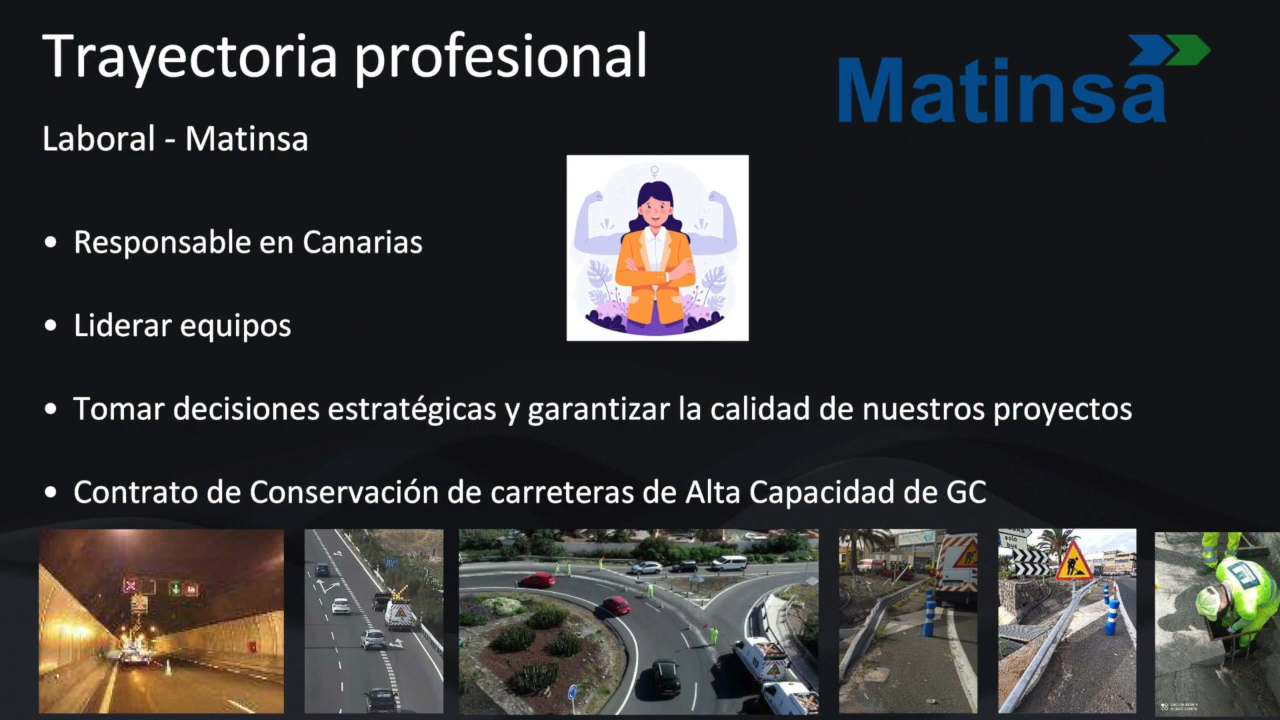 Trayectoria profesional
Matinsa
Laboral - Matinsa
• Responsable en Canarias
• Liderar equipos
• Tomar decisiones estratégicas y garantizar la calidad de nuestros proyectos
• Contrato de Conservación de carreteras de Alta Capacidad de GC